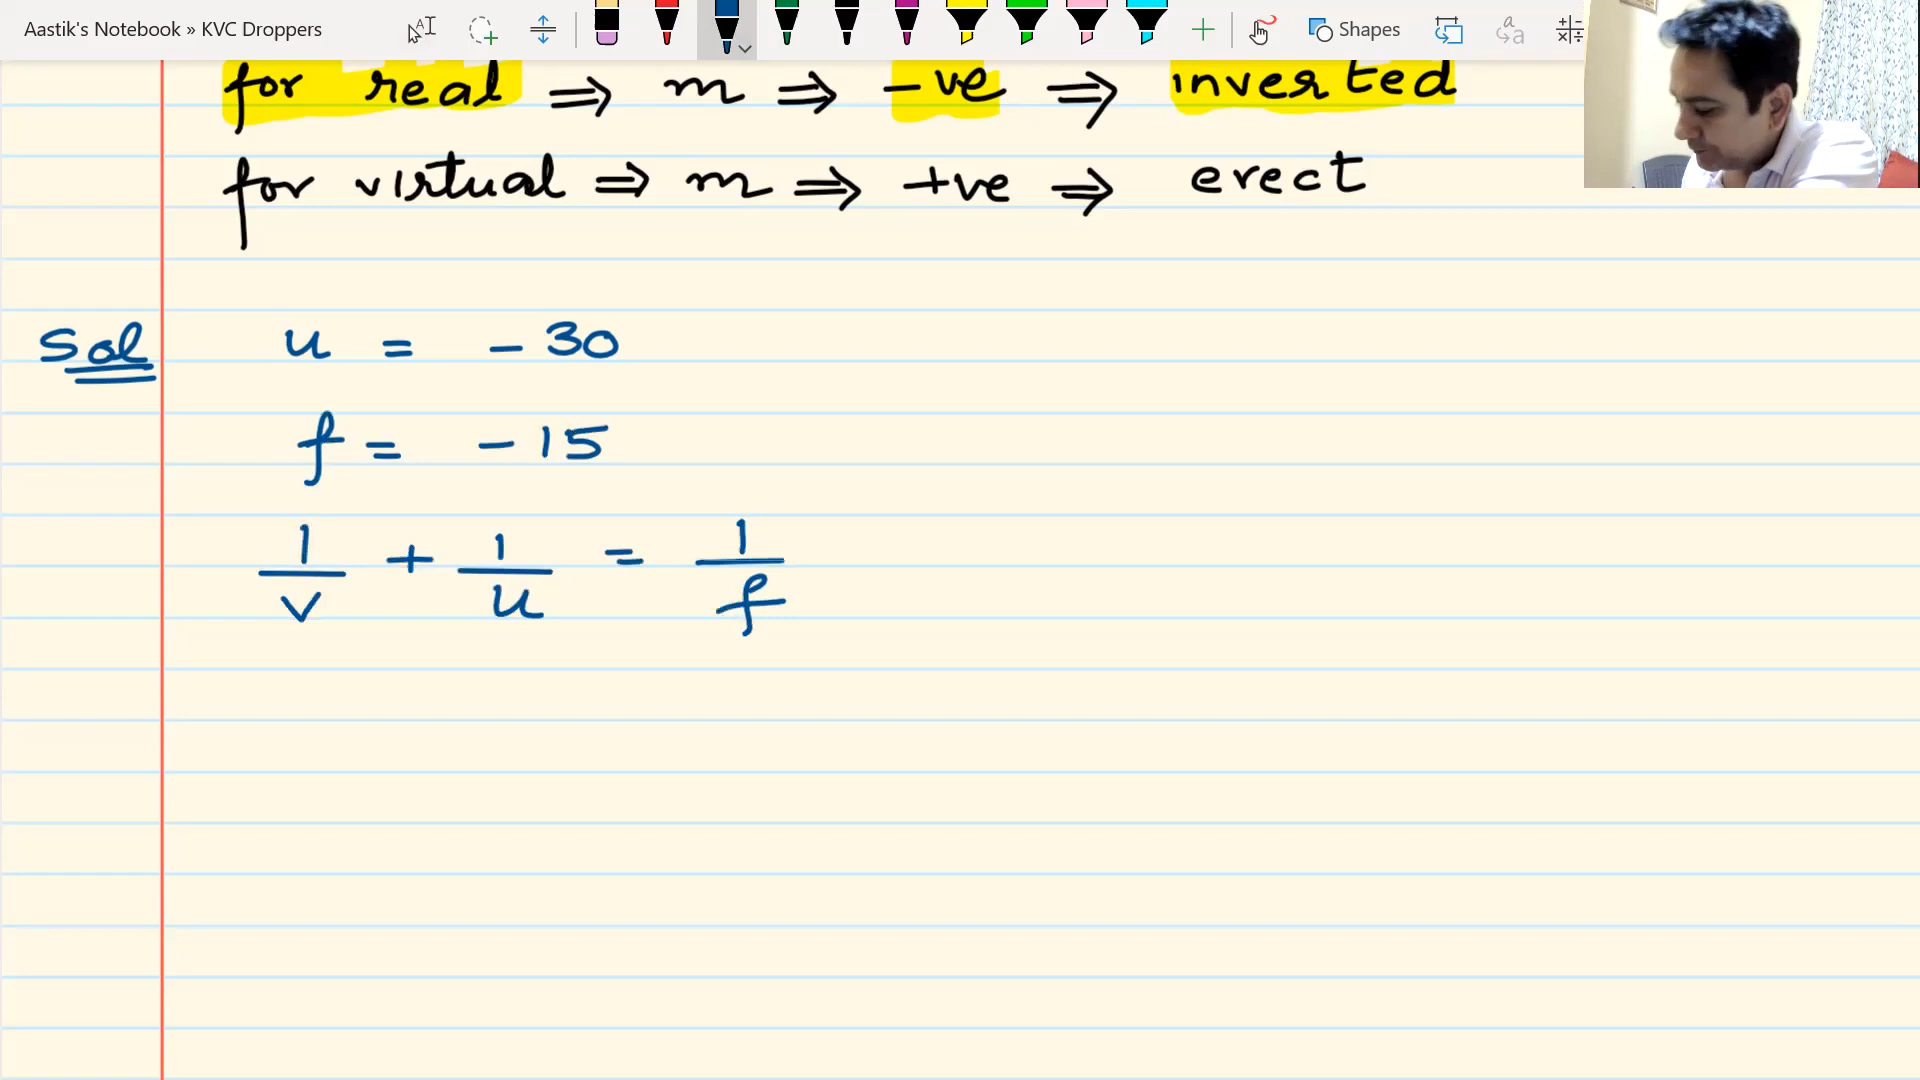 Aastik's Notebook » KVC Droppers Shapes
for real ⇒ m ⇒ -ve ⇒ inverted
for virtual ⇒ m ⇒ +ve ⇒ erect
Sol u = - 30
f = - 15
1/v + 1/u = 1/f